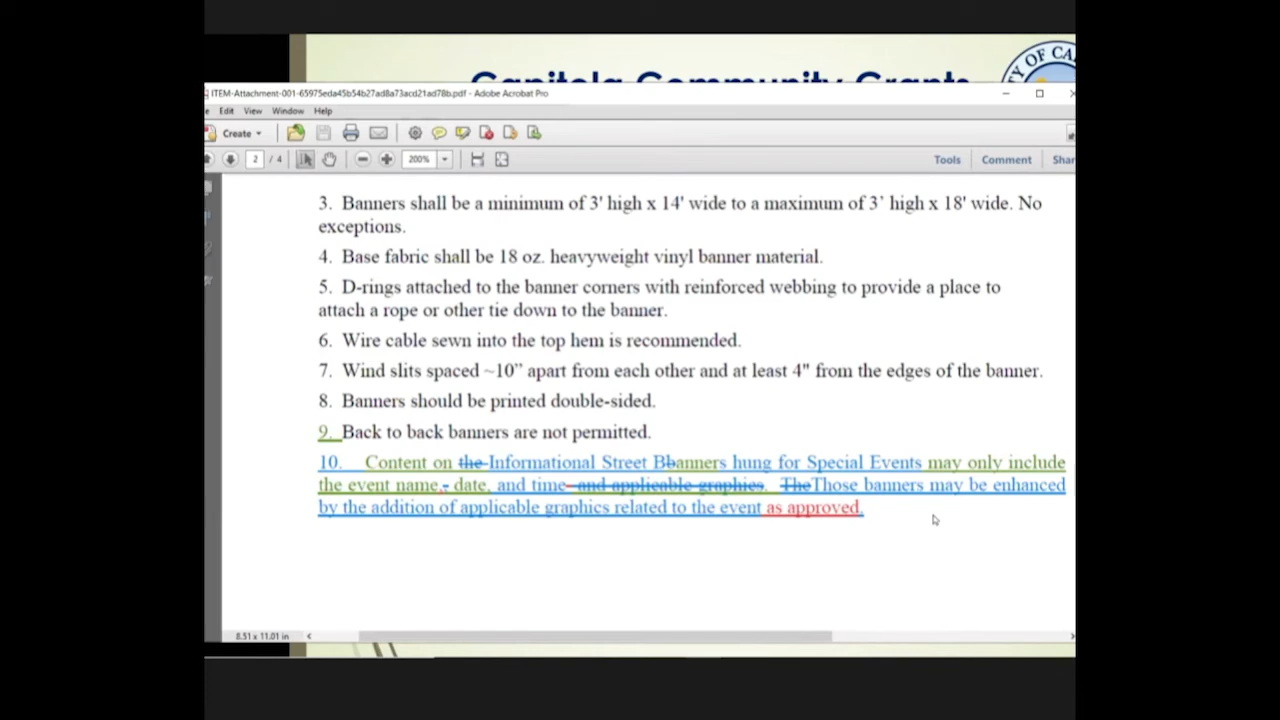 Capitola Community Grants
TY OF CA
ITEM-Attachment-001-65975eda45b54b27ad8a73acd21ad78b.pdf - Adobe Acrobat Pro
Edit View Window Help
Create
2 / 4 200% Tools Comment Shar
3. Banners shall be a minimum of 3' high x 14' wide to a maximum of 3' high x 18' wide. No
exceptions.
4. Base fabric shall be 18 oz. heavyweight vinyl banner material.
5. D-rings attached to the banner corners with reinforced webbing to provide a place to
attach a rope or other tie down to the banner.
6. Wire cable sewn into the top hem is recommended.
7. Wind slits spaced ~10” apart from each other and at least 4" from the edges of the banner.
8. Banners should be printed double-sided.
9. Back to back banners are not permitted.
10. Content on the Informational Street Bbanners hung for Special Events may only include
the event name,- date, and time and applicable graphics. TheThose banners may be enhanced
by the addition of applicable graphics related to the event as approved.
8.51 x 11.01 in